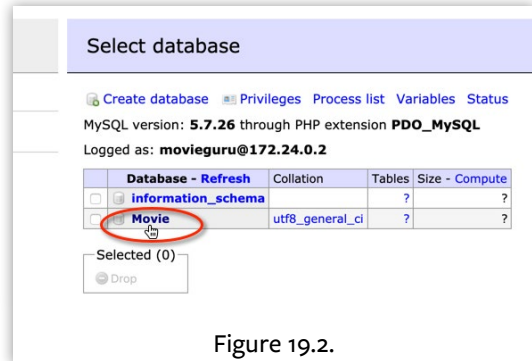 Select database
Create database Privileges Process list Variables Status
MySQL version: 5.7.26 through PHP extension PDO_MySQL
Logged as: movieguru@172.24.0.2
Database - Refresh Collation Tables Size - Compute
information_schema ? ?
Movie utf8_general_ci ? ?
Selected (0)
Drop
Figure 19.2.